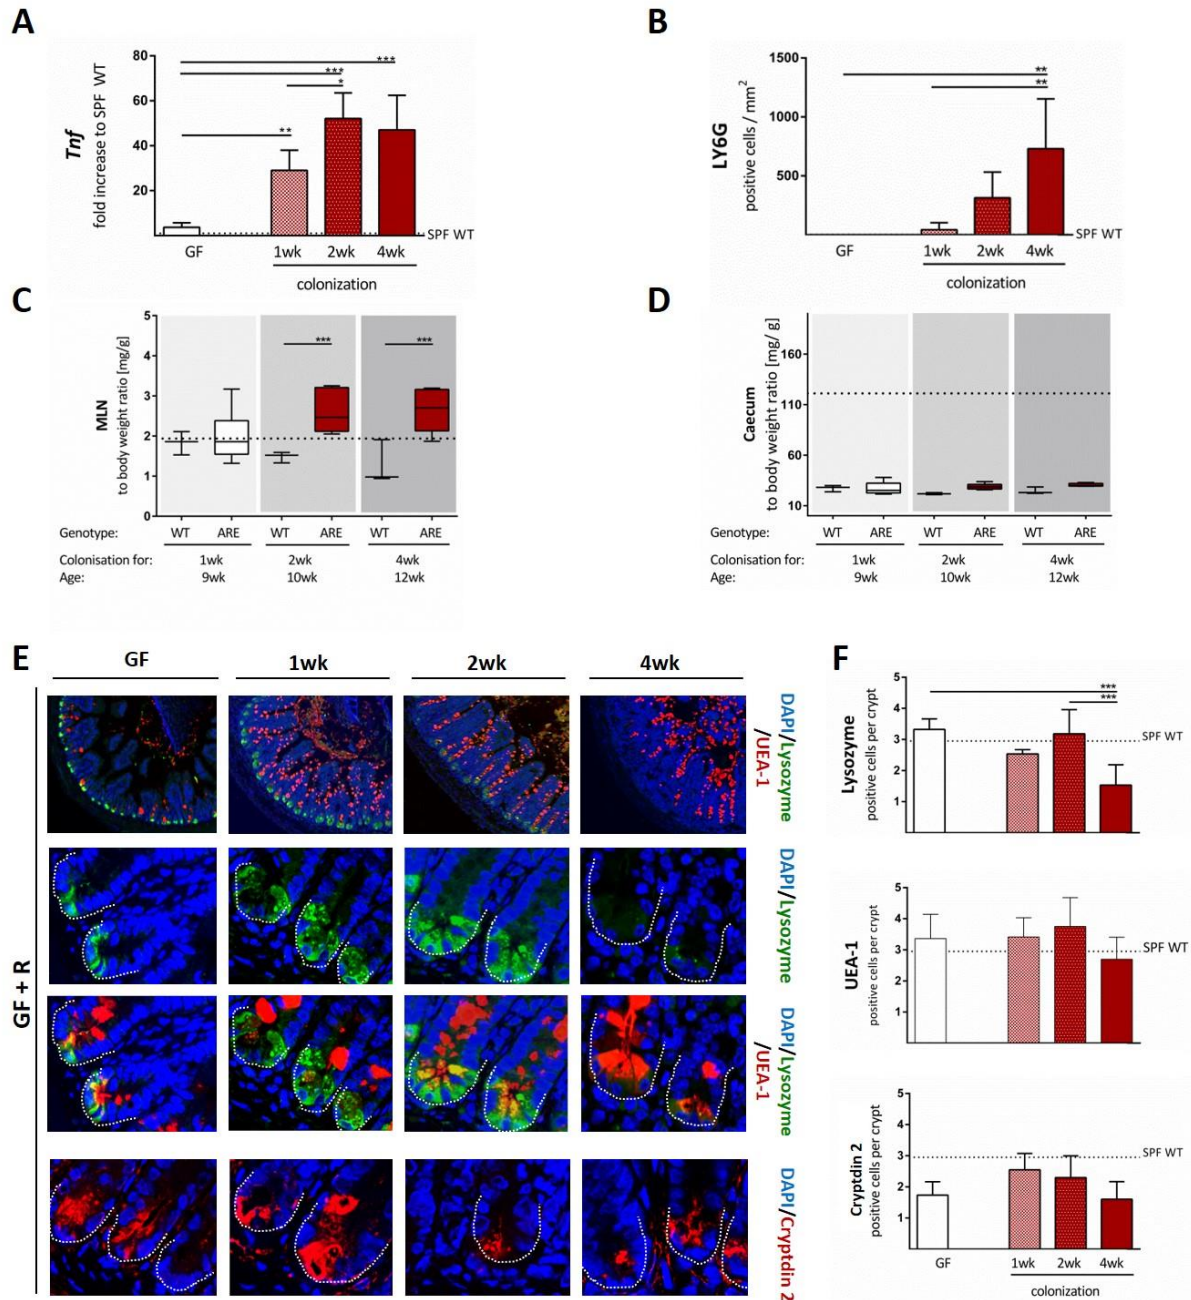 A
80
60
40
20
Tnf
fold increase to SPF WT
***
***
*
**
SPF WT
GF
1wk 2wk 4wk
colonization
B
1500
1000
500
LY6G
positive cells / mm2
**
**
SPF WT
GF
1wk 2wk 4wk
colonization
C
5
4
3
2
1
0
MLN
to body weight ratio [mg/g]
*** ***
Genotype: WT ARE WT ARE WT ARE
Colonisation for: 1wk 2wk 4wk
Age: 9wk 10wk 12wk
D
160
110
60
10
Caecum
to body weight ratio [mg/ g]
Genotype: WT ARE WT ARE WT ARE
Colonisation for: 1wk 2wk 4wk
Age: 9wk 10wk 12wk
E
GF 1wk 2wk 4wk
GF + R
DAPI/Lysozyme
/UEA-1
DAPI/Lysozyme
DAPI/Lysozyme
/UEA-1
DAPI/Cryptdin 2
F
5
4
3
2
1
Lysozyme
positive cells per crypt
***
***
SPF WT
5
4
3
2
1
UEA-1
positive cells per crypt
SPF WT
5
4
3
2
1
Cryptdin 2
positive cells per crypt
SPF WT
GF 1wk 2wk 4wk
colonization